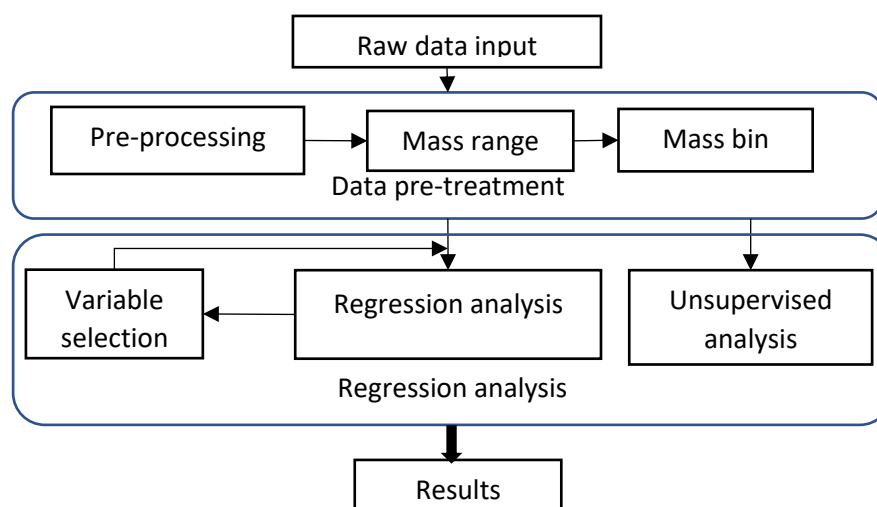 Raw data input
Pre-processing
Mass range
Mass bin
Data pre-treatment
Variable
selection
Regression analysis
Unsupervised
analysis
Regression analysis
Results